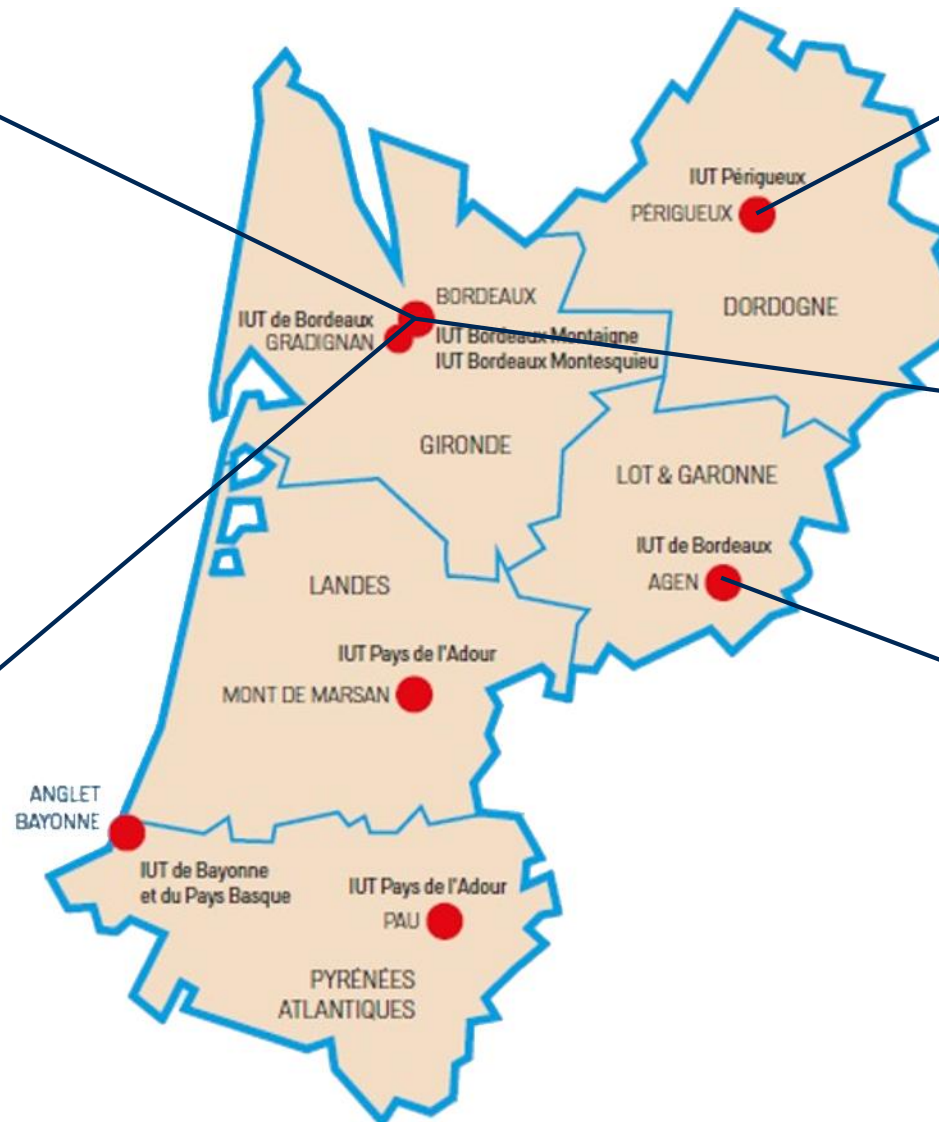 IUT Périgueux
PÉRIGUEUX
DORDOGNE
BORDEAUX
IUT de Bordeaux
GRADIGNAN
IUT Bordeaux Montaigne
IUT Bordeaux Montesquieu
GIRONDE
LOT & GARONNE
IUT de Bordeaux
AGEN
LANDES
IUT Pays de l'Adour
MONT DE MARSAN
ANGLET
BAYONNE
IUT de Bayonne
et du Pays Basque
IUT Pays de l'Adour
PAU
PYRÉNÉES
ATLANTIQUES